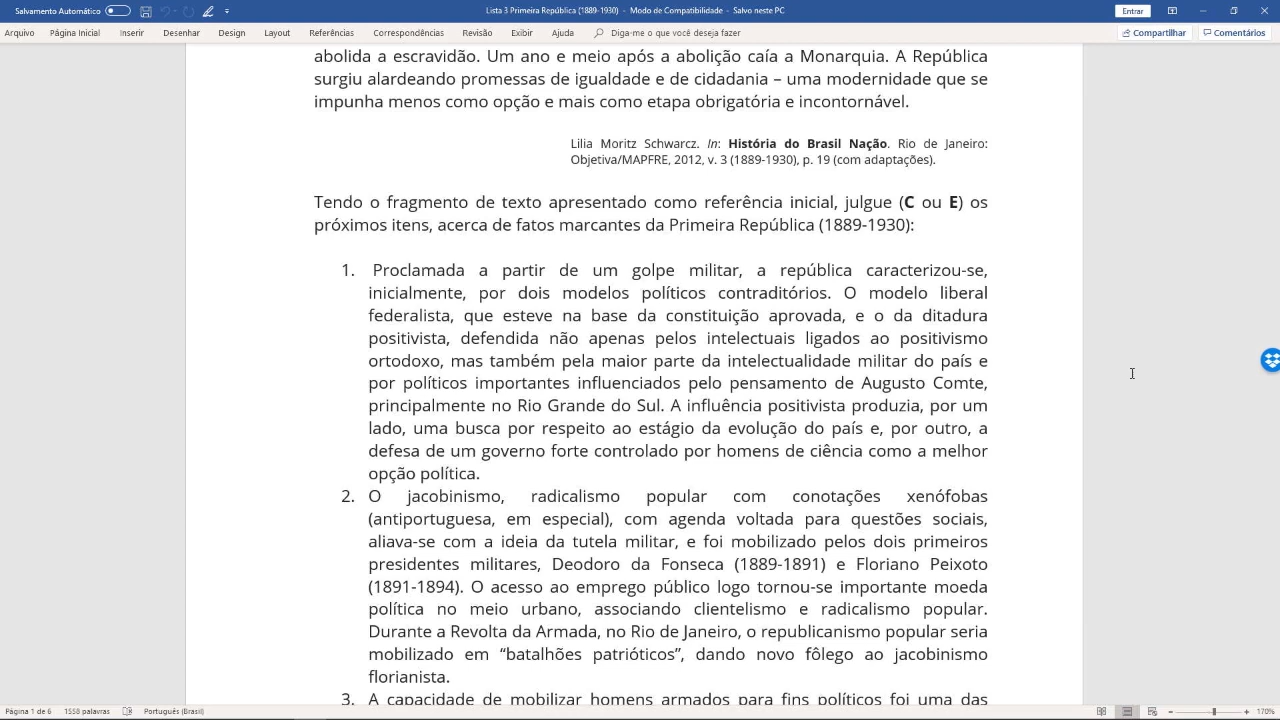 Salvamento Automático
Lista 3 Primeira República (1889-1930) - Modo de Compatibilidade - Salvo neste PC
Entrar
Arquivo Página Inicial Inserir Desenhar Design Layout Referências Correspondências Revisão Exibir Ajuda Diga-me o que você deseja fazer Compartilhar Comentários
abolida a escravidão. Um ano e meio após a abolição caía a Monarquia. A República
surgiu alardeando promessas de igualdade e de cidadania – uma modernidade que se
impunha menos como opção e mais como etapa obrigatória e incontornável.
Lilia Moritz Schwarcz. In: História do Brasil Nação. Rio de Janeiro:
Objetiva/MAPFRE, 2012, v. 3 (1889-1930), p. 19 (com adaptações).
Tendo o fragmento de texto apresentado como referência inicial, julgue (C ou E) os
próximos itens, acerca de fatos marcantes da Primeira República (1889-1930):
1. Proclamada a partir de um golpe militar, a república caracterizou-se,
inicialmente, por dois modelos políticos contraditórios. O modelo liberal
federalista, que esteve na base da constituição aprovada, e o da ditadura
positivista, defendida não apenas pelos intelectuais ligados ao positivismo
ortodoxo, mas também pela maior parte da intelectualidade militar do país e
por políticos importantes influenciados pelo pensamento de Augusto Comte,
principalmente no Rio Grande do Sul. A influência positivista produzia, por um
lado, uma busca por respeito ao estágio da evolução do país e, por outro, a
defesa de um governo forte controlado por homens de ciência como a melhor
opção política.
2. O jacobinismo, radicalismo popular com conotações xenófobas
(antiportuguesa, em especial), com agenda voltada para questões sociais,
aliava-se com a ideia da tutela militar, e foi mobilizado pelos dois primeiros
presidentes militares, Deodoro da Fonseca (1889-1891) e Floriano Peixoto
(1891-1894). O acesso ao emprego público logo tornou-se importante moeda
política no meio urbano, associando clientelismo e radicalismo popular.
Durante a Revolta da Armada, no Rio de Janeiro, o republicanismo popular seria
mobilizado em “batalhões patrióticos”, dando novo fôlego ao jacobinismo
florianista.
3. A capacidade de mobilizar homens armados para fins políticos foi uma das
Página 1 de 6 1558 palavras Português (Brasil) 170%